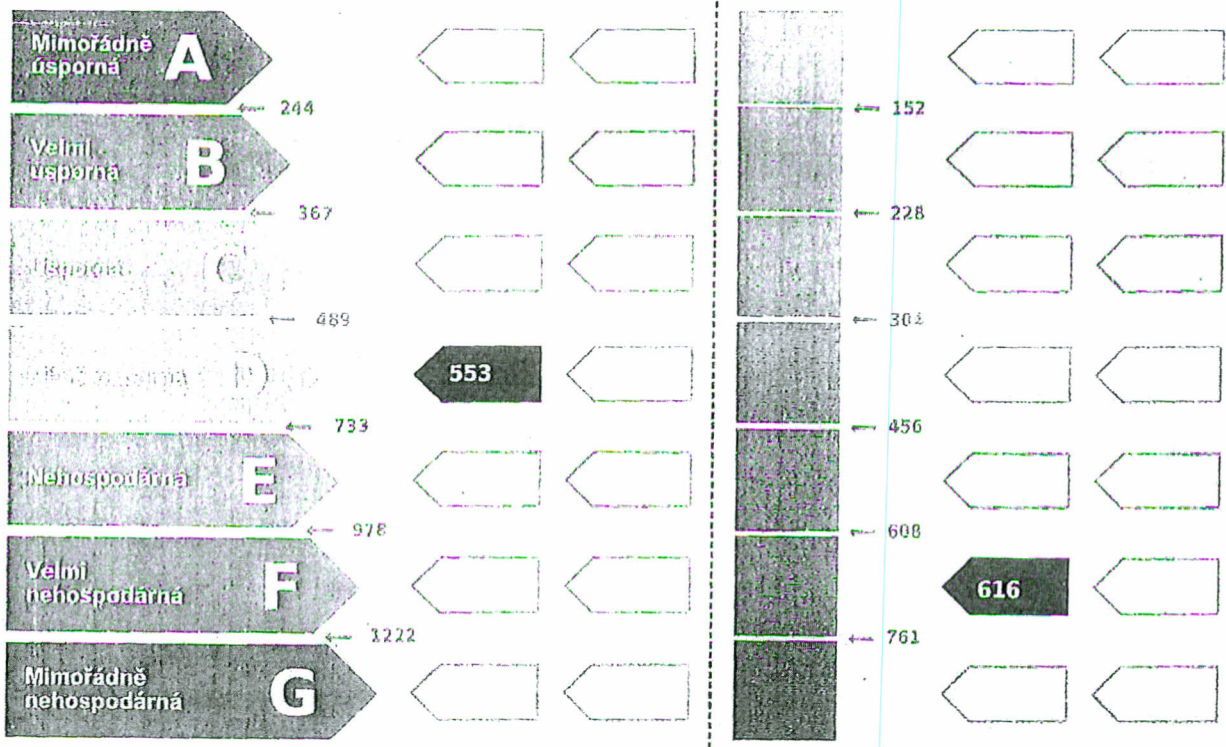 Mimořádně
úsporná A
244
152
Velmi
úsporná B
367
228
Úsporná C
489
D
553
733
456
Nehospodárná E
978
608
Velmi
nehospodárná F
616
1222
761
Mimořádně
nehospodárná G